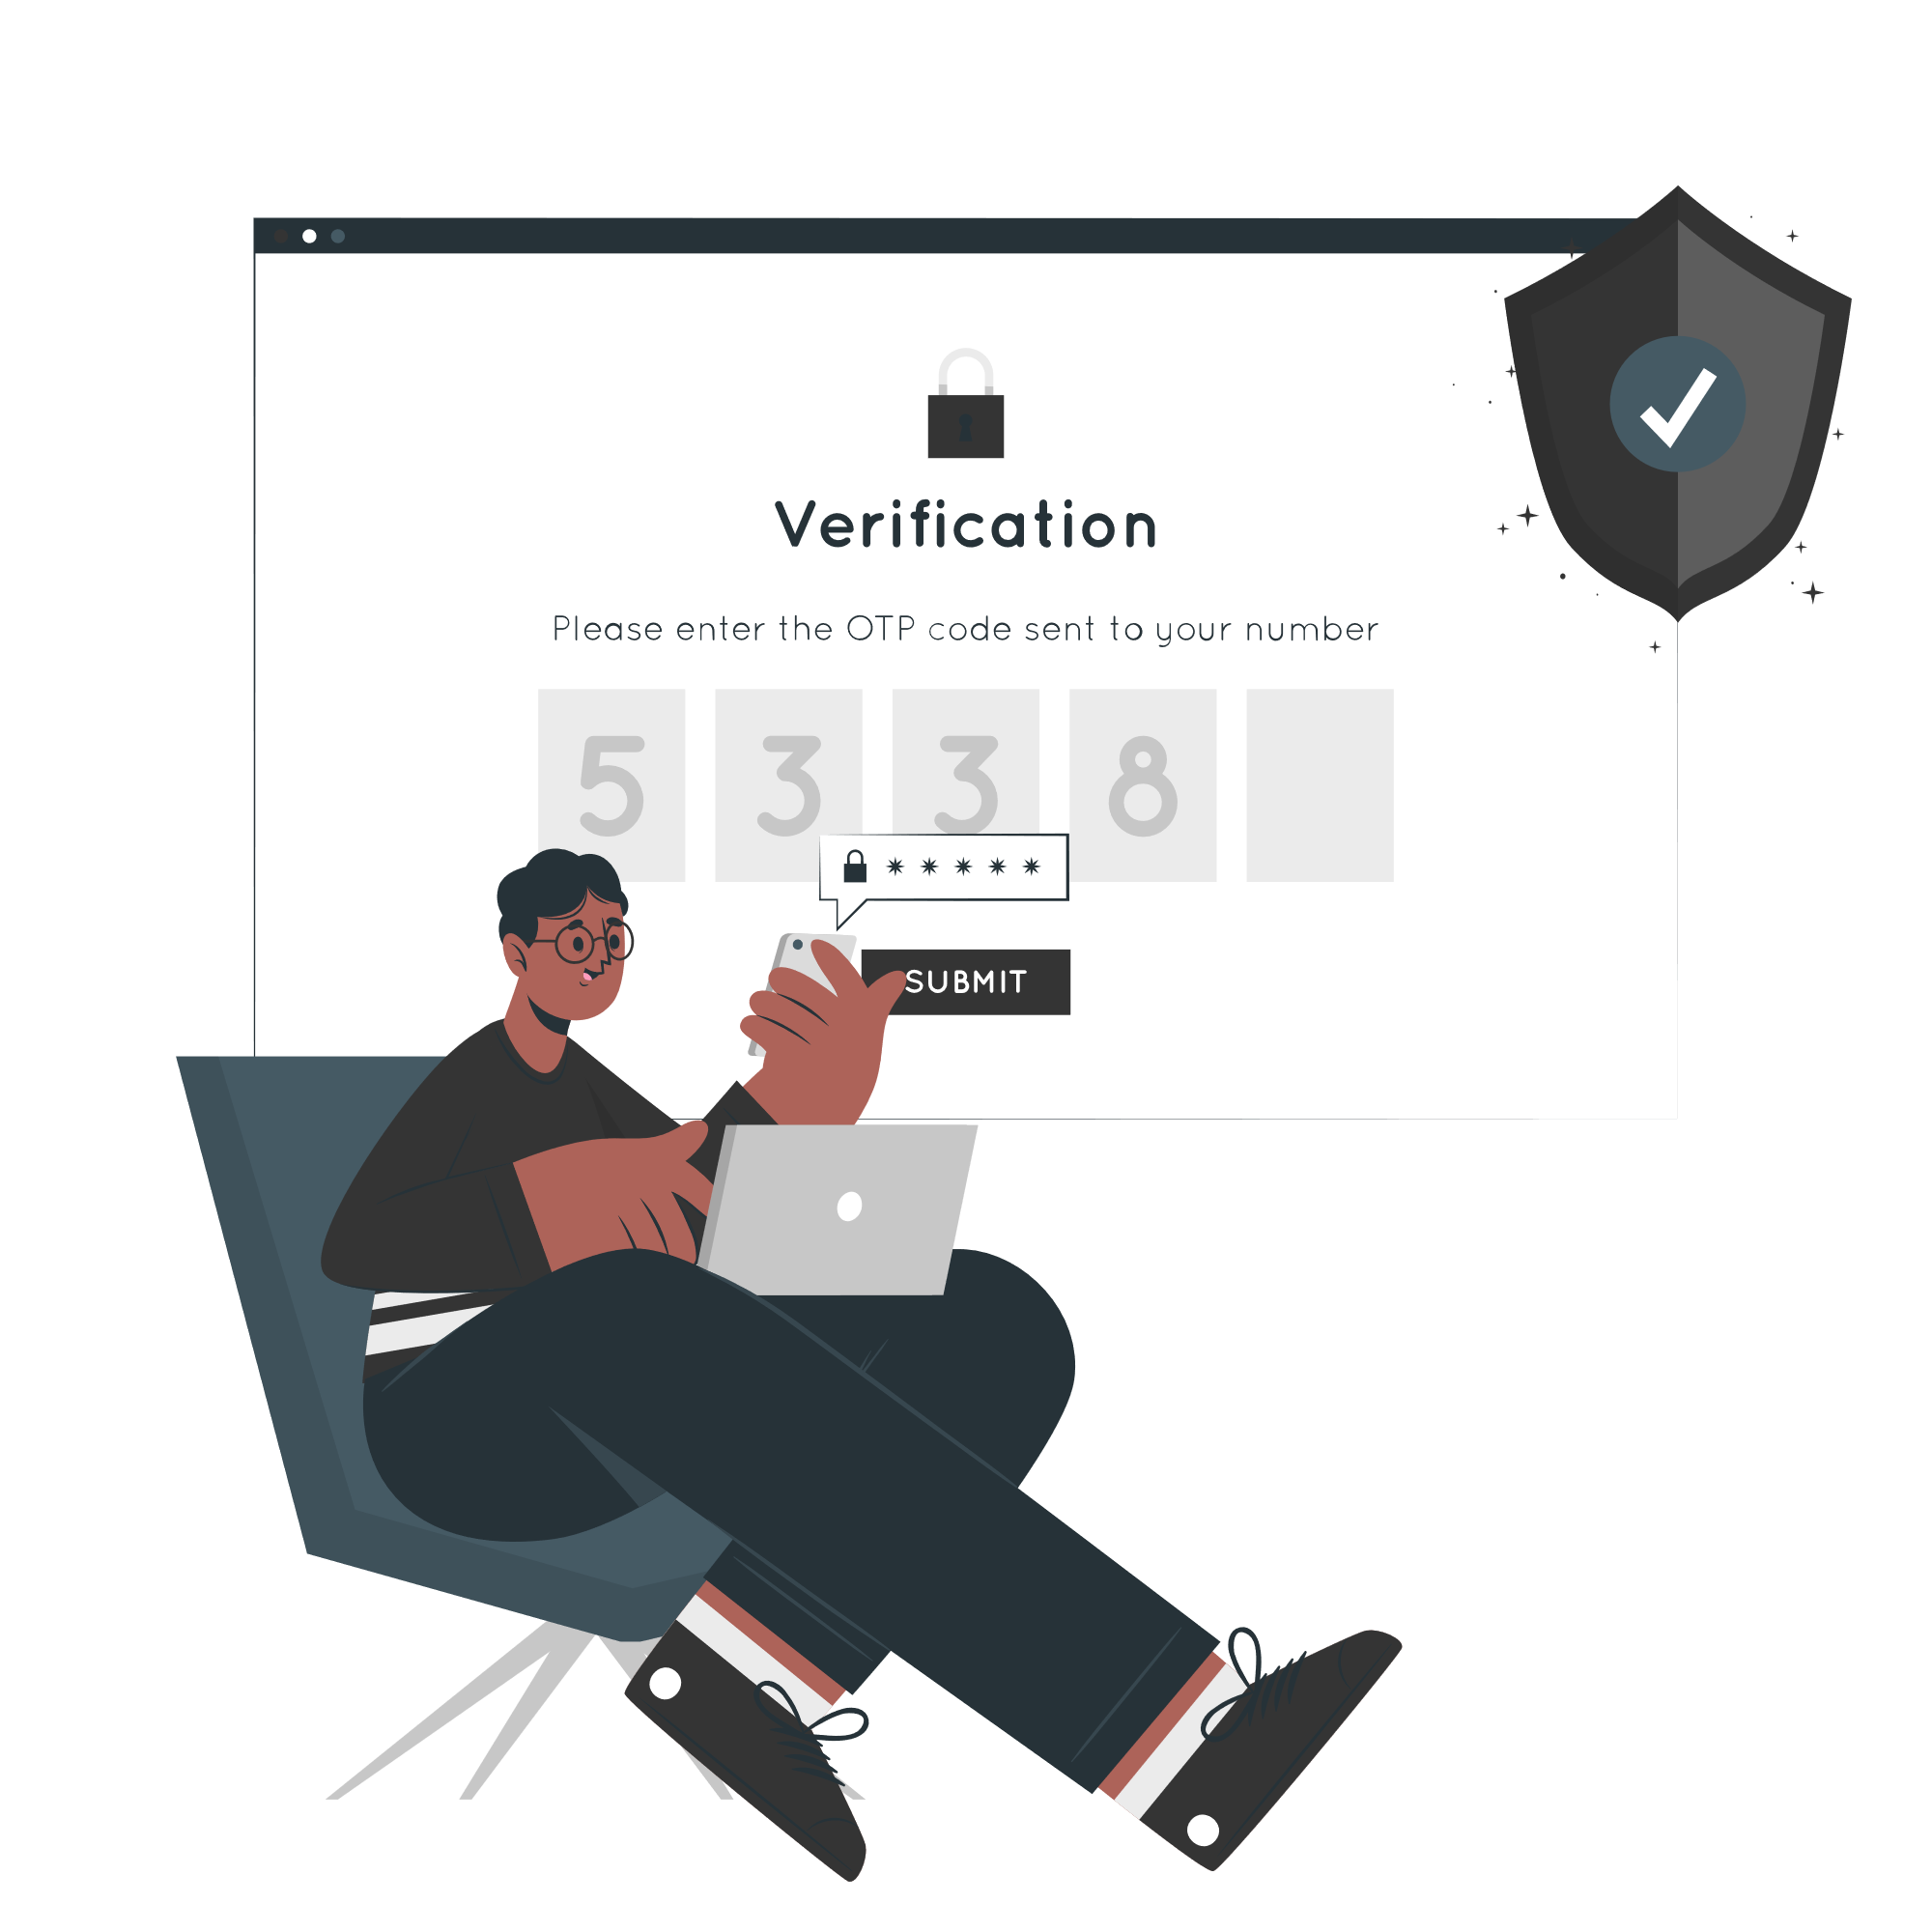 Verification
Please enter the OTP code sent to your number
5 3 3 8
* * * * *
SUBMIT